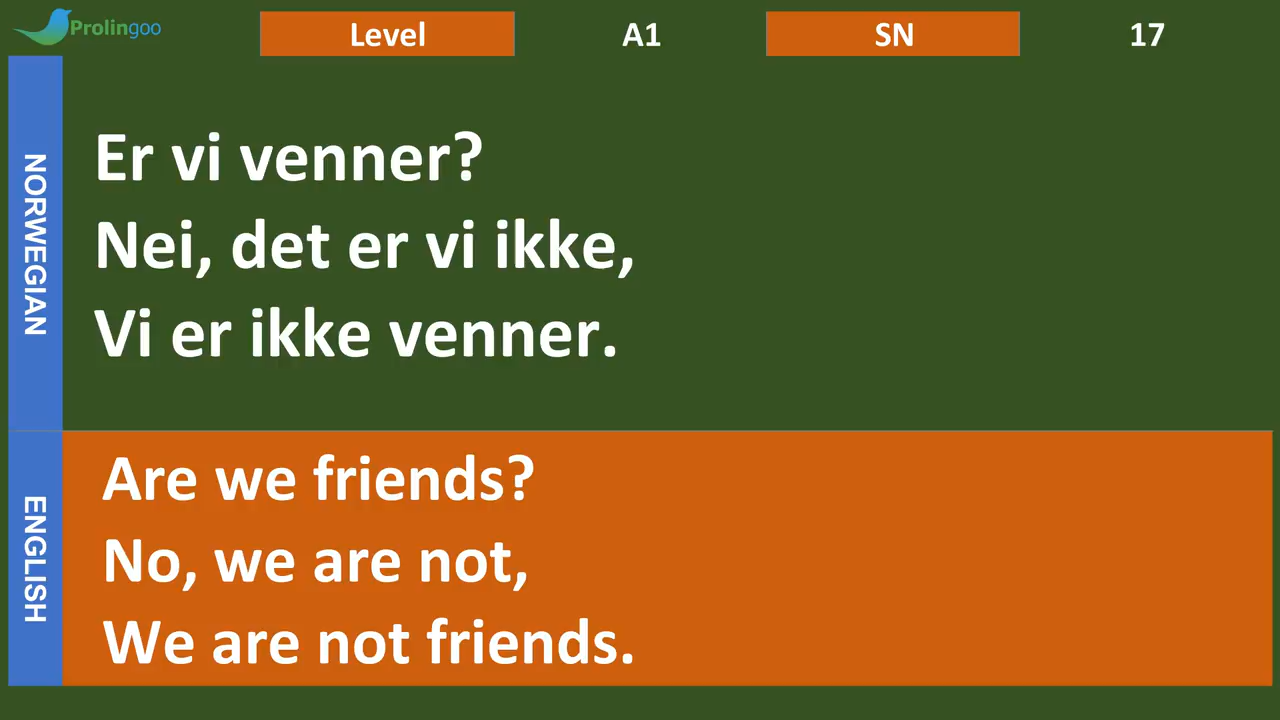 Prolingoo
Level A1 SN 17
NORWEGIAN
Er vi venner?
Nei, det er vi ikke,
Vi er ikke venner.
ENGLISH
Are we friends?
No, we are not,
We are not friends.